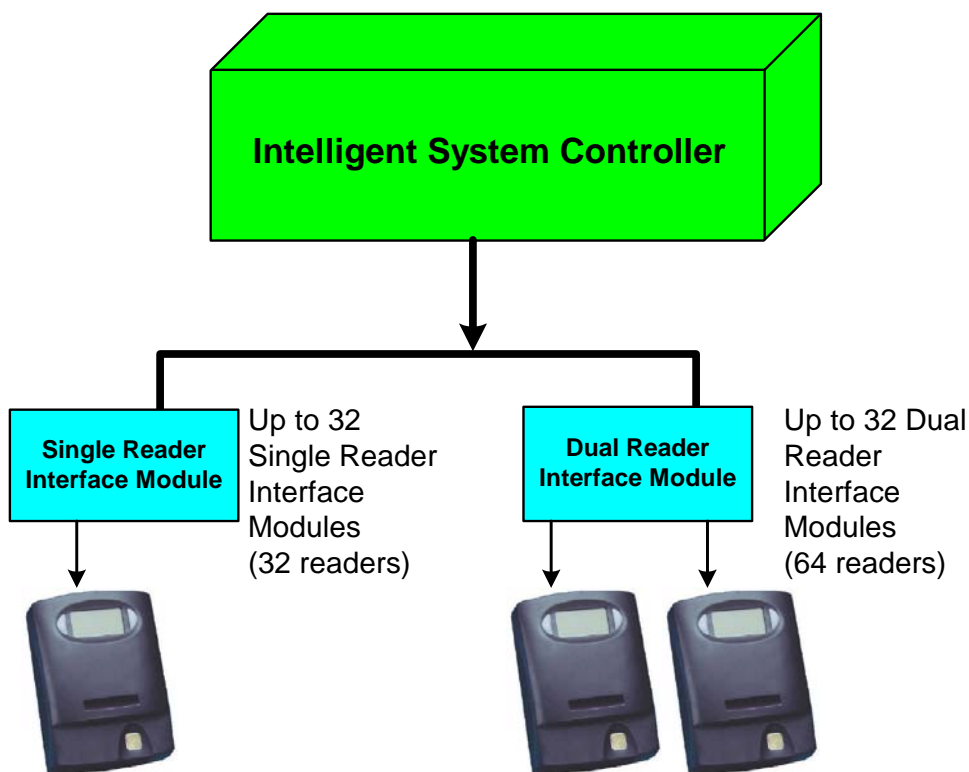 Intelligent System Controller
Single Reader
Interface Module
Up to 32
Single Reader
Interface
Modules
(32 readers)
Dual Reader
Interface Module
Up to 32 Dual
Reader
Interface
Modules
(64 readers)